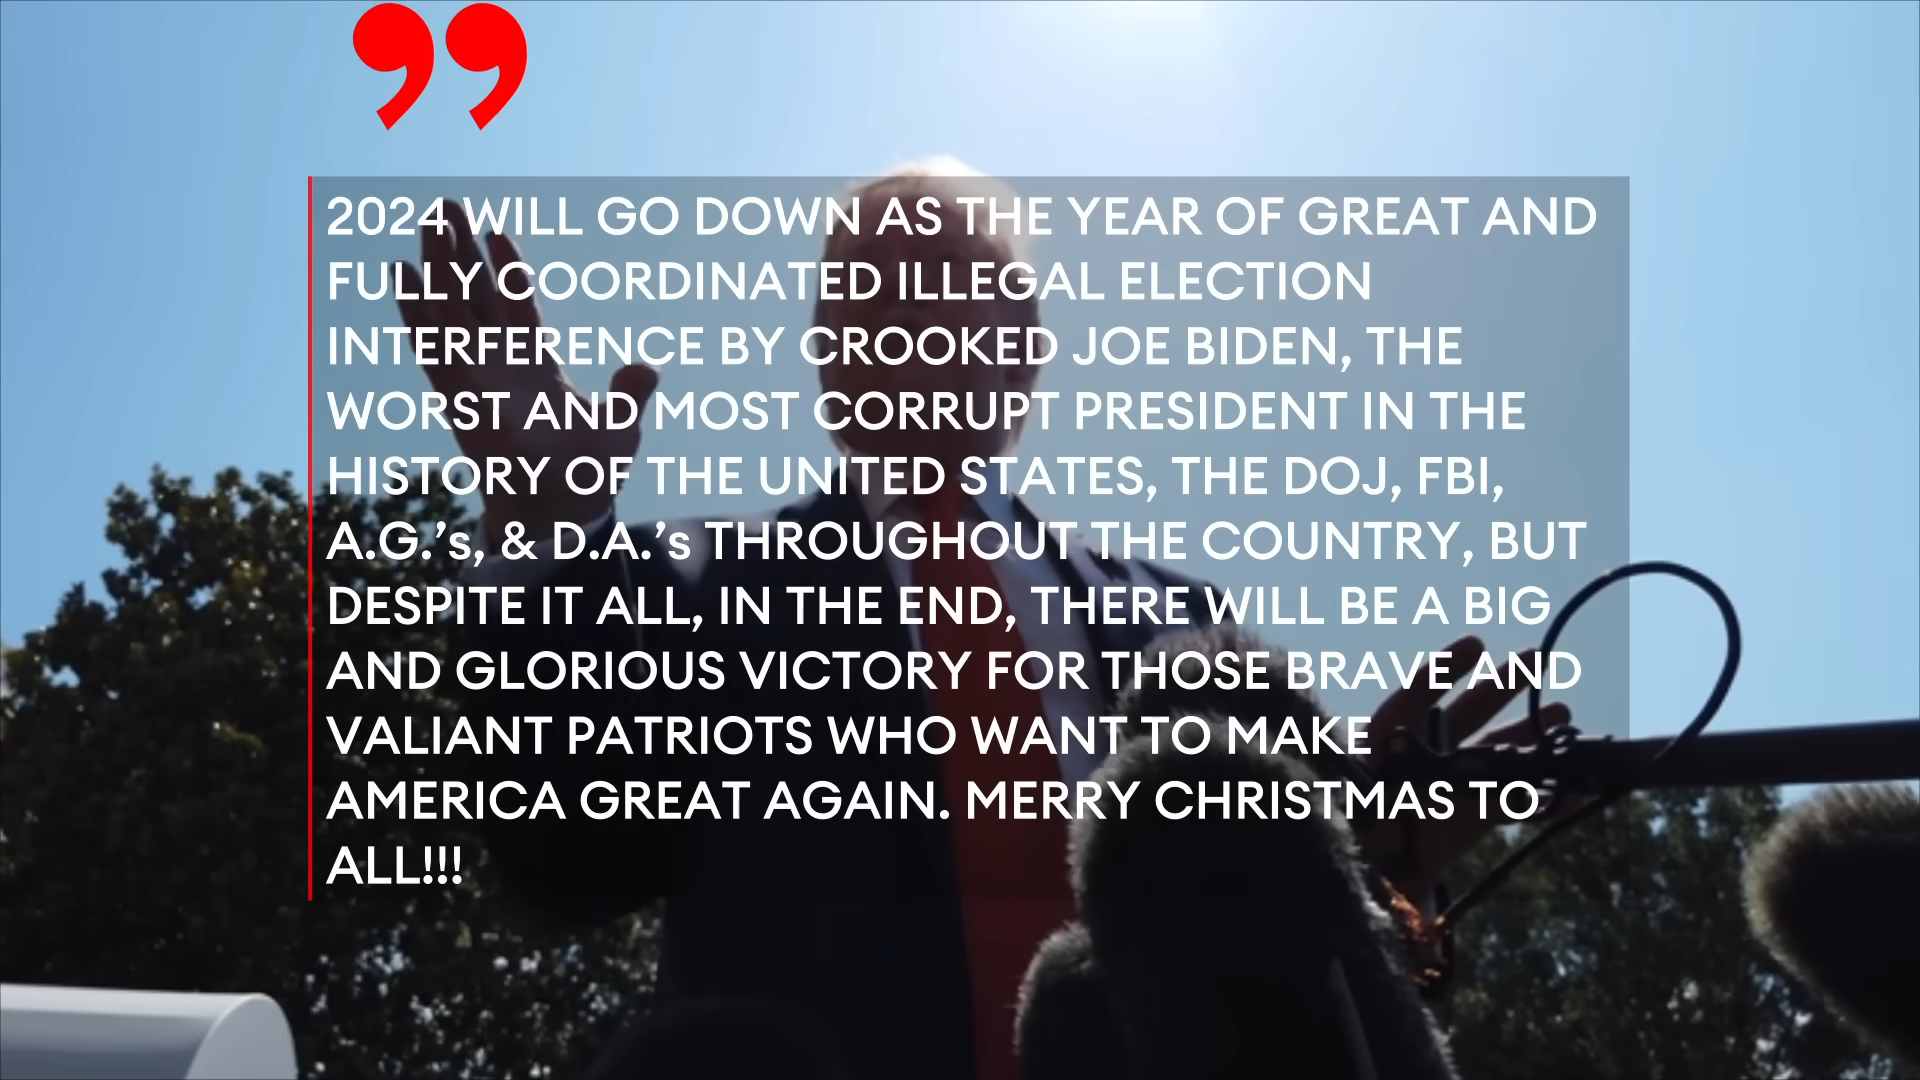 ”
2024 WILL GO DOWN AS THE YEAR OF GREAT AND
FULLY COORDINATED ILLEGAL ELECTION
INTERFERENCE BY CROOKED JOE BIDEN, THE
WORST AND MOST CORRUPT PRESIDENT IN THE
HISTORY OF THE UNITED STATES, THE DOJ, FBI,
A.G.’s, & D.A.’s THROUGHOUT THE COUNTRY, BUT
DESPITE IT ALL, IN THE END, THERE WILL BE A BIG
AND GLORIOUS VICTORY FOR THOSE BRAVE AND
VALIANT PATRIOTS WHO WANT TO MAKE
AMERICA GREAT AGAIN. MERRY CHRISTMAS TO
ALL!!!